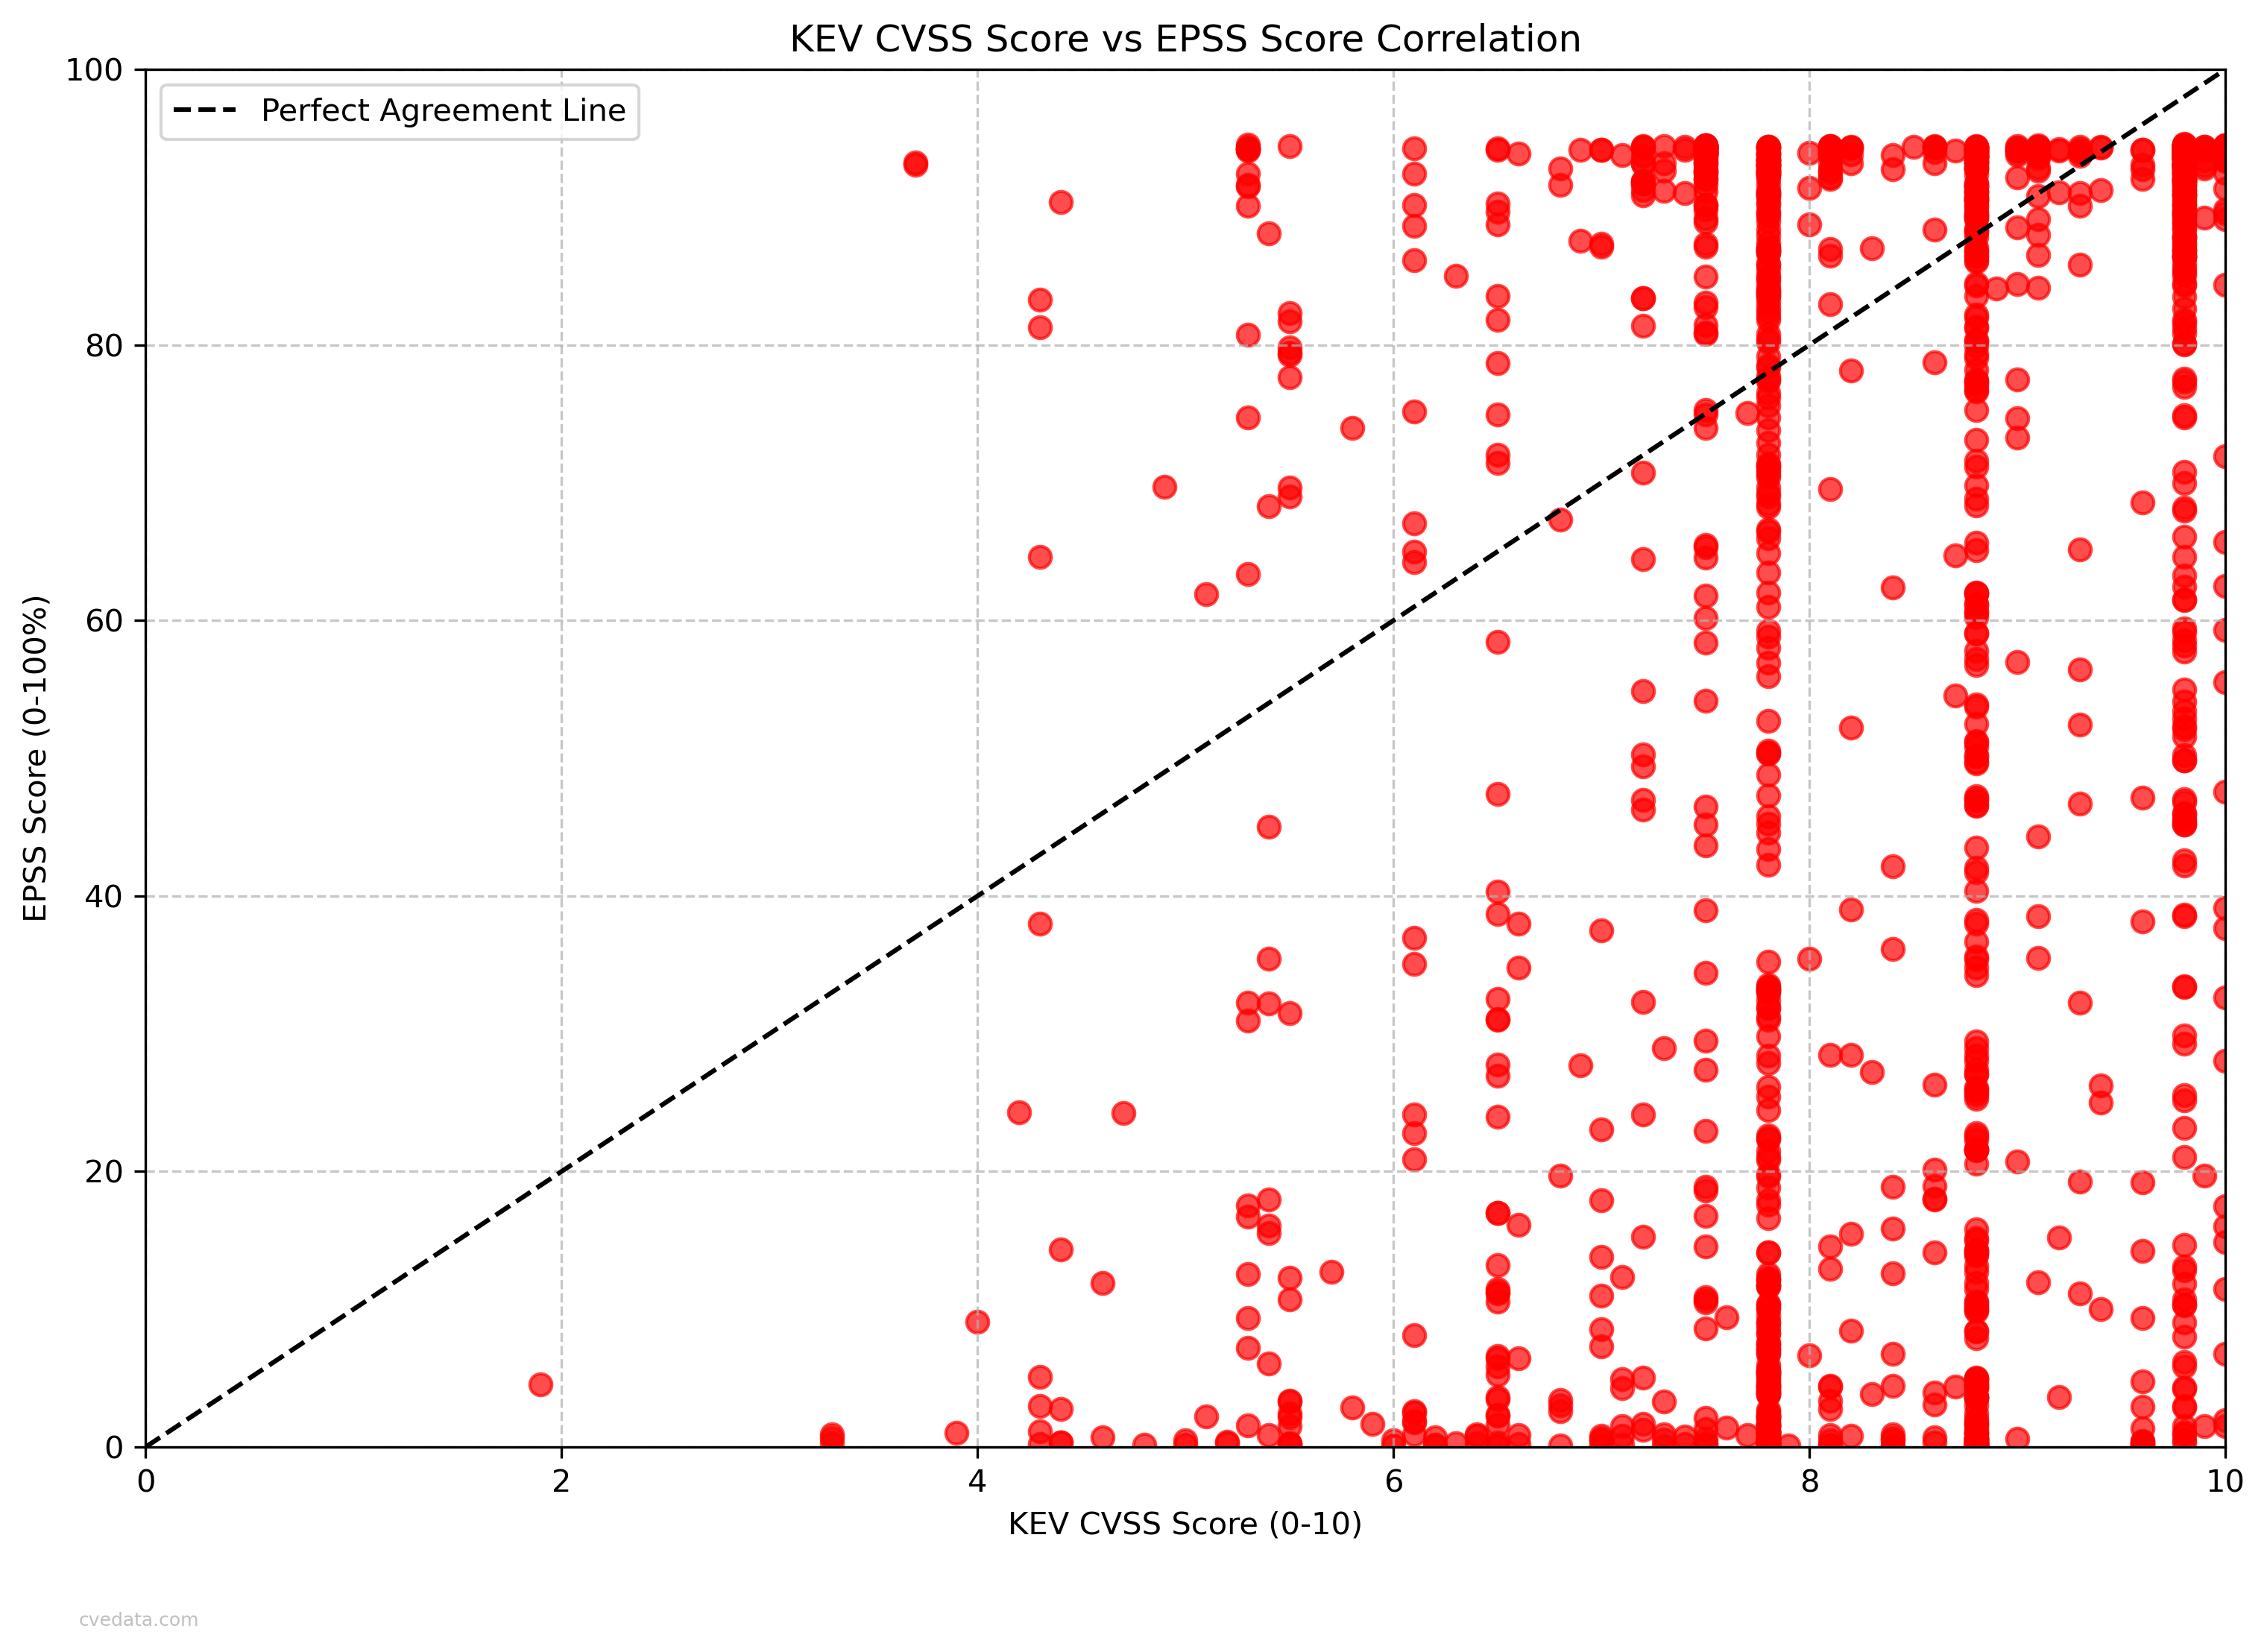 KEV CVSS Score vs EPSS Score Correlation
Perfect Agreement Line
EPSS Score (0-100%)
100
80
60
40
20
0
0 2 4 6 8 10
KEV CVSS Score (0-10)
cvedata.com